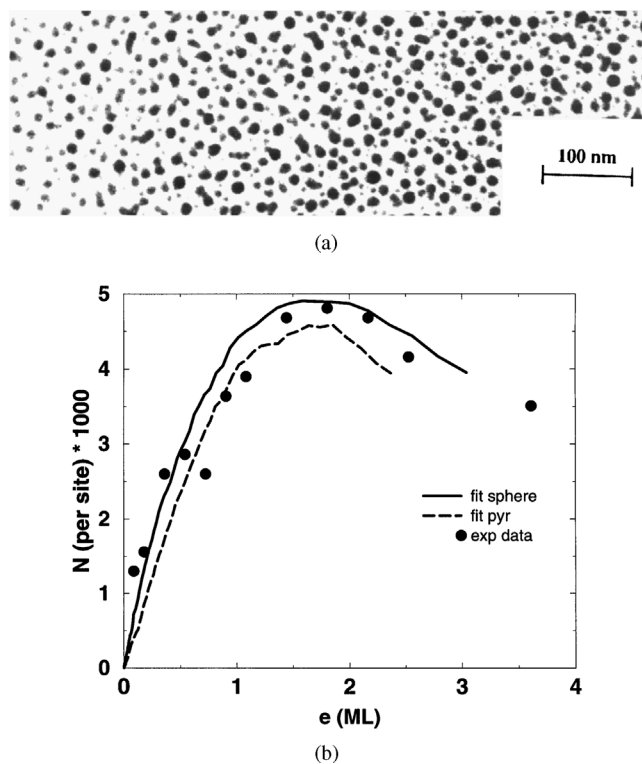 100 nm
(a)
5
4
3
2
1
0
N (per site) * 1000
fit sphere
fit pyr
exp data
0 1 2 3 4
e (ML)
(b)